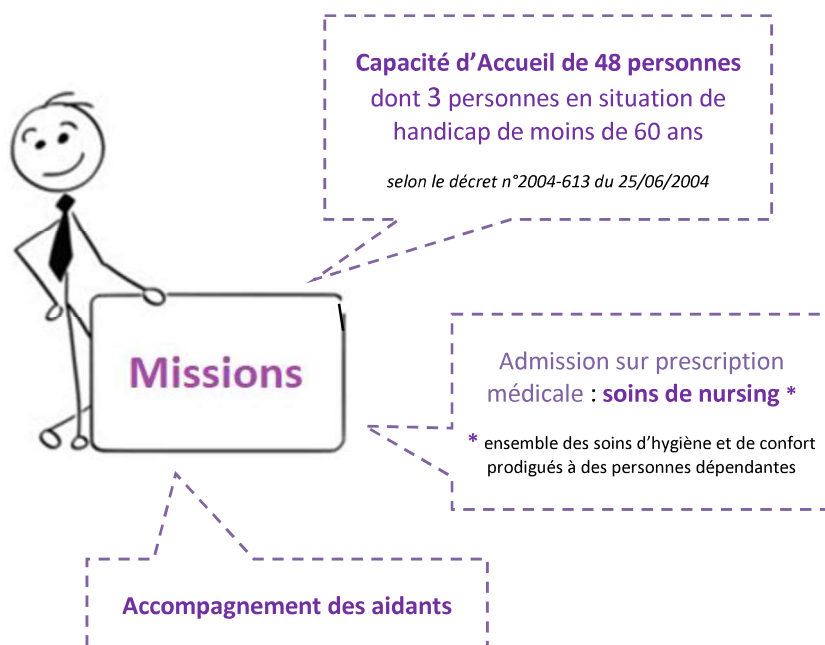 Capacité d'Accueil de 48 personnes
dont 3 personnes en situation de
handicap de moins de 60 ans
selon le décret n°2004-613 du 25/06/2004
Missions
Admission sur prescription
médicale : soins de nursing *
* ensemble des soins d'hygiène et de confort
prodigués à des personnes dépendantes
Accompagnement des aidants